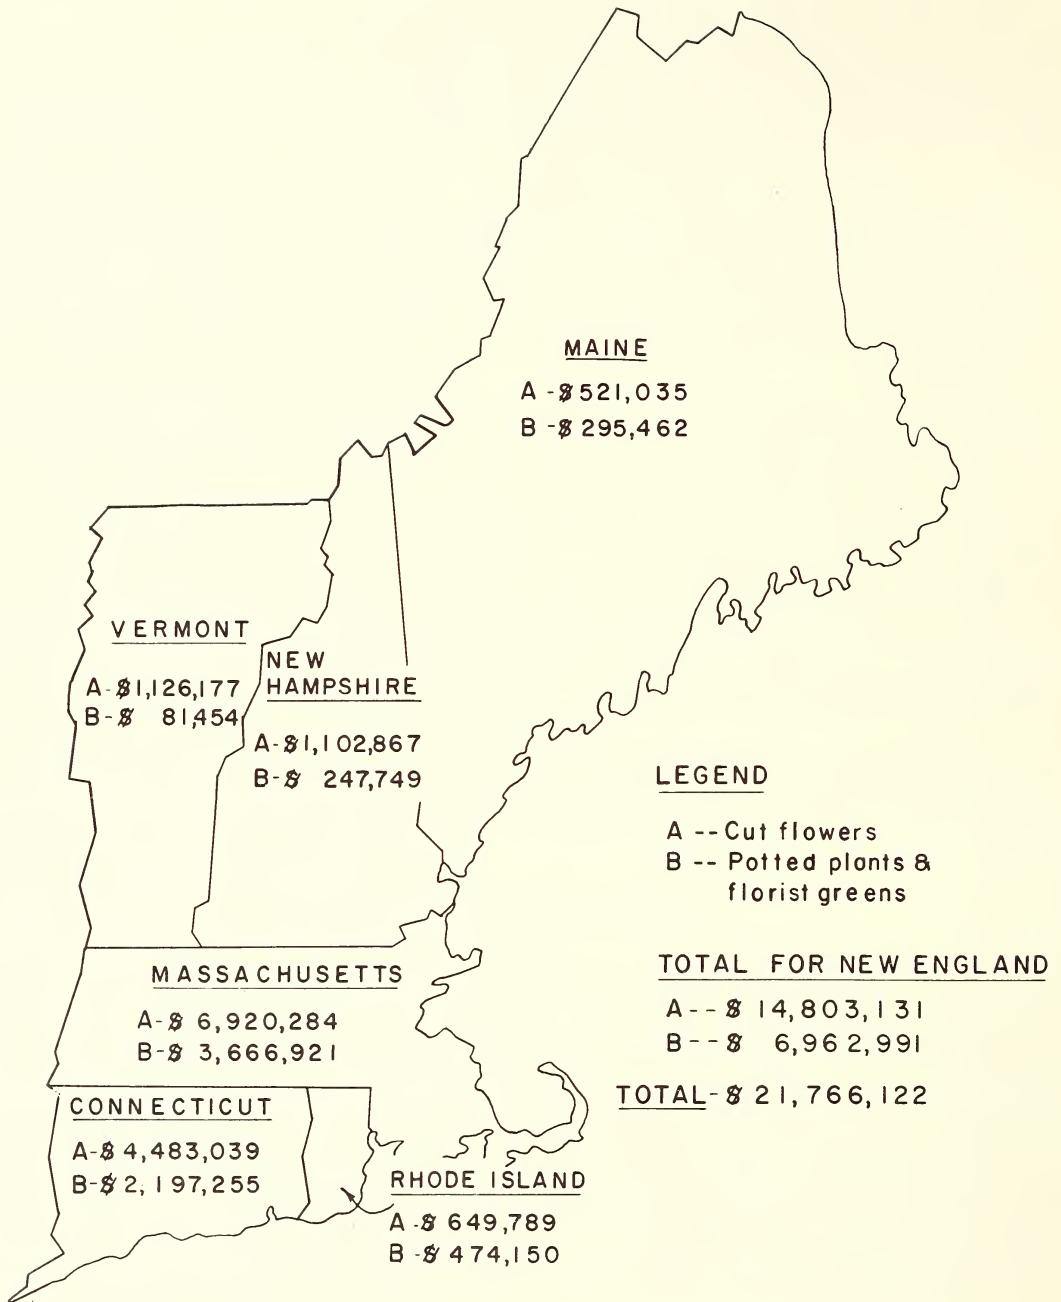 MAINE
A -$521,035
B -$ 295,462
VERMONT
A-$1,126,177
B-$ 81,454
NEW
HAMPSHIRE
A-$1,102,867
B-$ 247,749
LEGEND
A -- Cut flowers
B -- Potted plants &
florist greens
MASSACHUSETTS
A-$ 6,920,284
B-$ 3,666,921
TOTAL FOR NEW ENGLAND
A--$ 14,803,131
B--$ 6,962,991
TOTAL-$ 21,766,122
CONNECTICUT
A-$ 4,483,039
B-$ 2,197,255
RHODE ISLAND
A-$ 649,789
B-$ 474,150